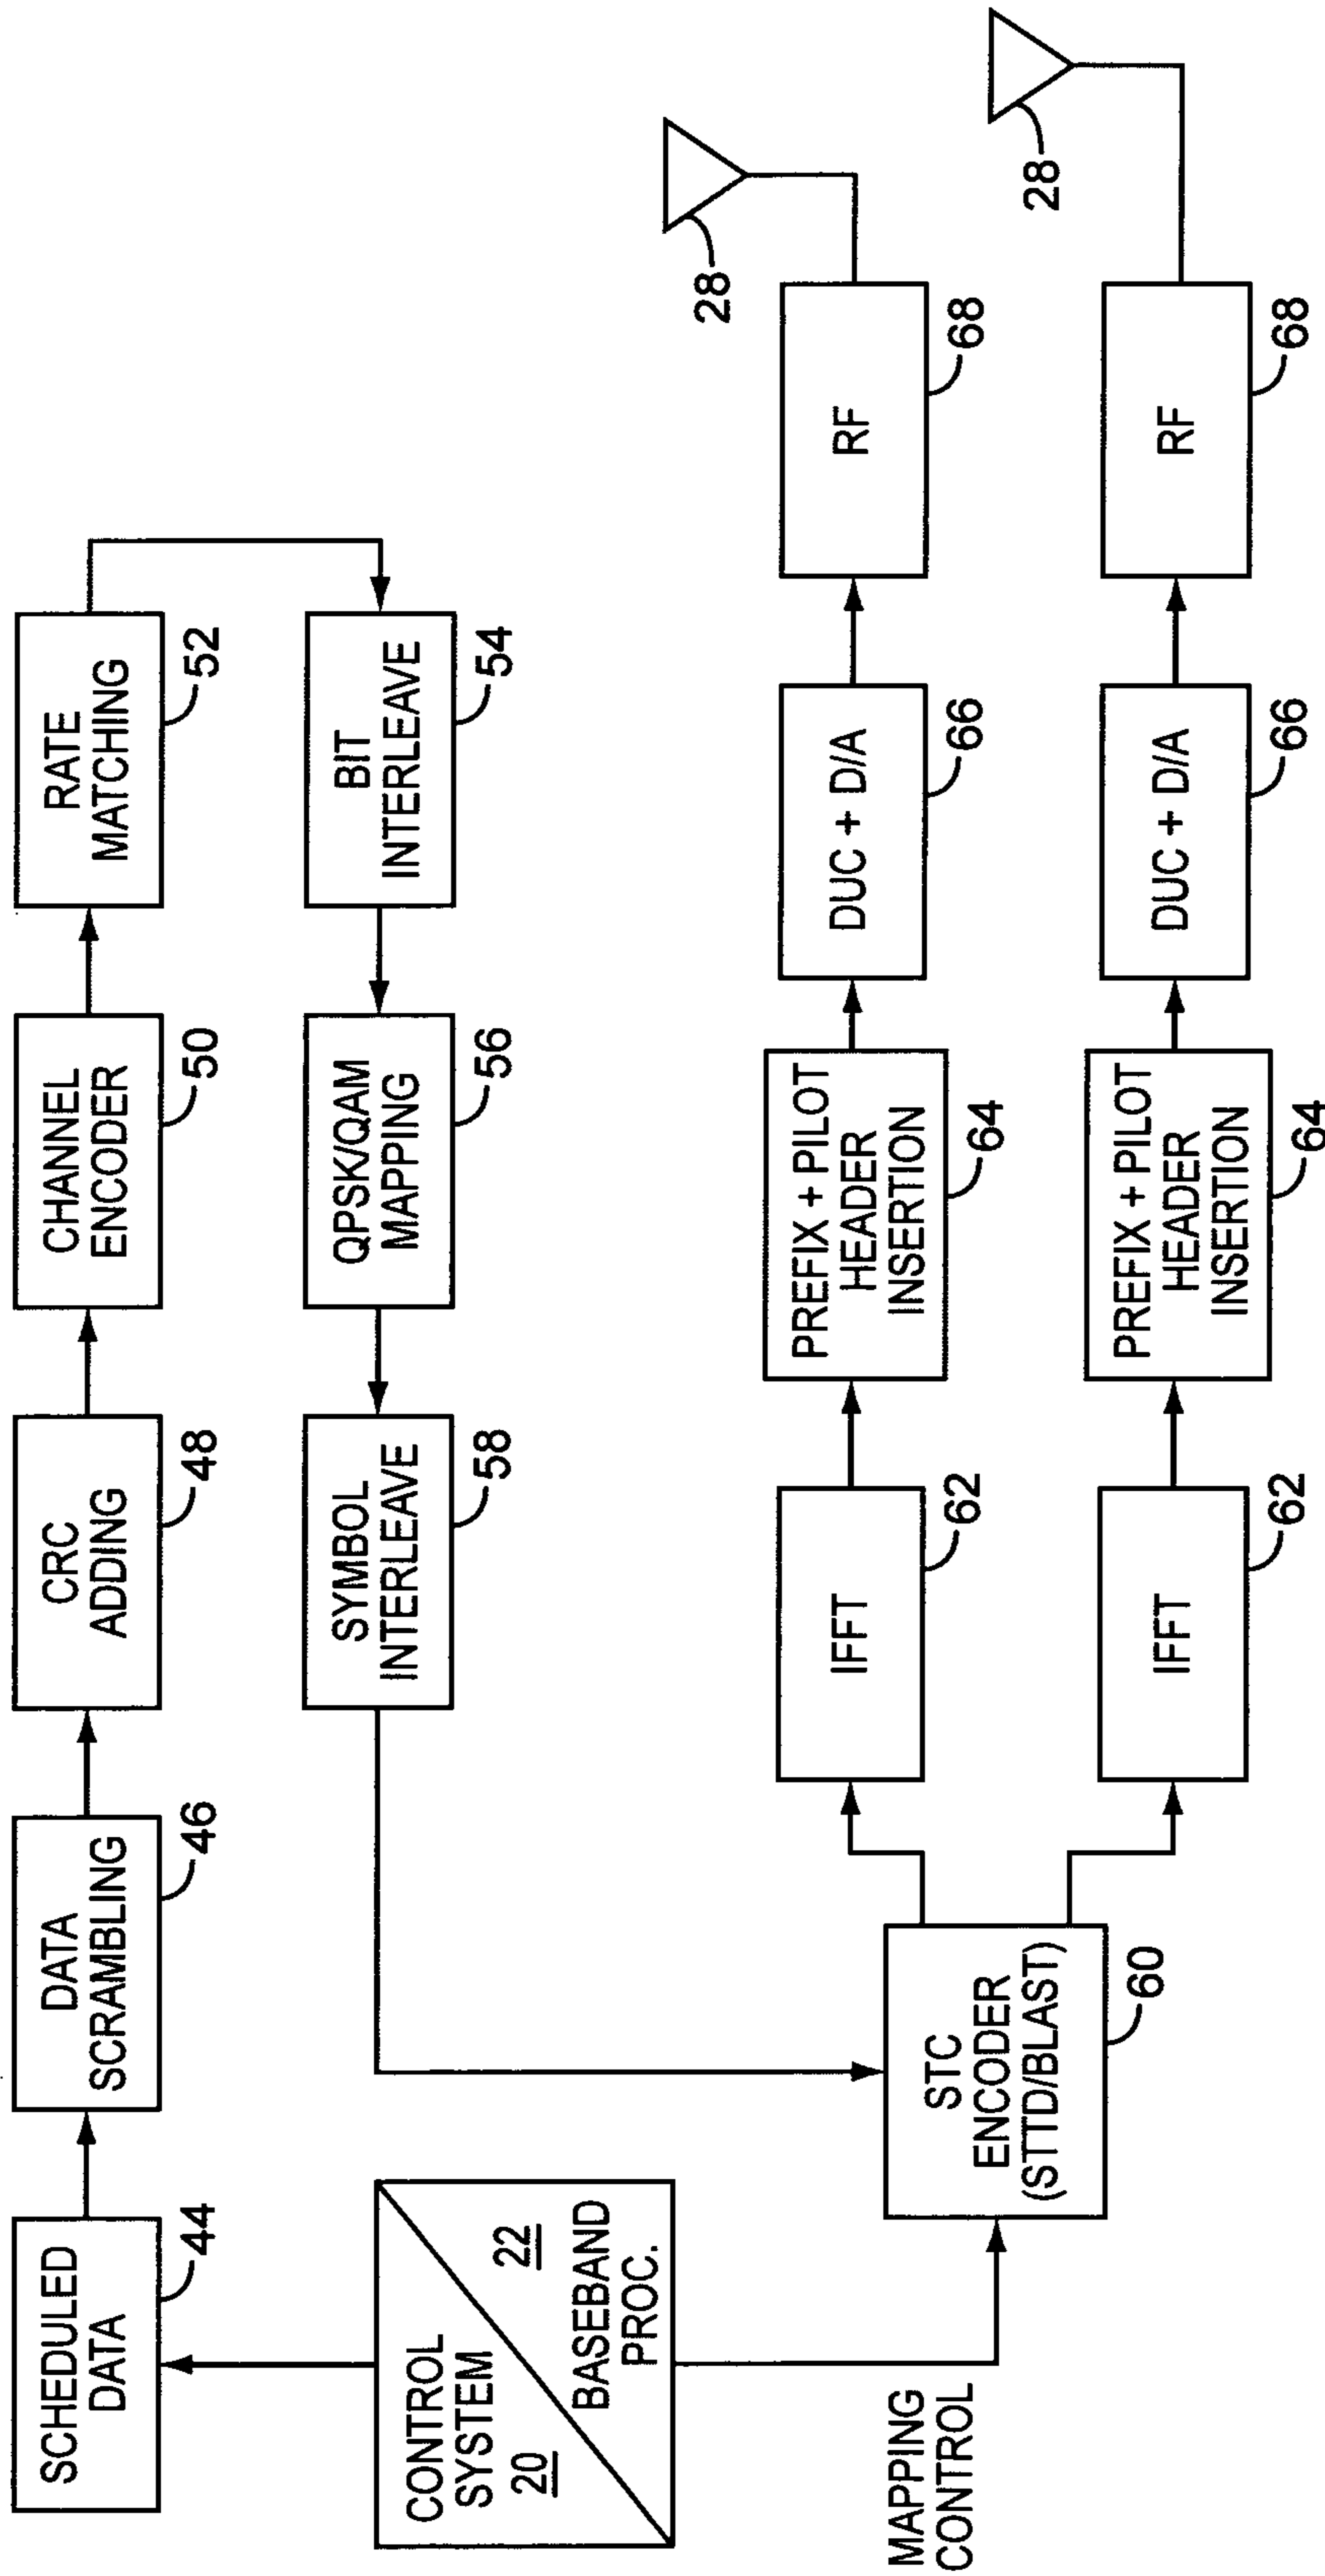 SCHEDULED
DATA
44
DATA
SCRAMBLING
46
CRC
ADDING
48
CHANNEL
ENCODER
50
RATE
MATCHING
52
BIT
INTERLEAVE
54
QPSK/QAM
MAPPING
56
SYMBOL
INTERLEAVE
58
CONTROL
SYSTEM
20
22
BASEBAND
PROC.
MAPPING
CONTROL
STC
ENCODER
(STTD/BLAST)
60
IFFT
62
PREFIX + PILOT
HEADER
INSERTION
64
DUC + D/A
66
RF
68
28
IFFT
62
PREFIX + PILOT
HEADER
INSERTION
64
DUC + D/A
66
RF
68
28